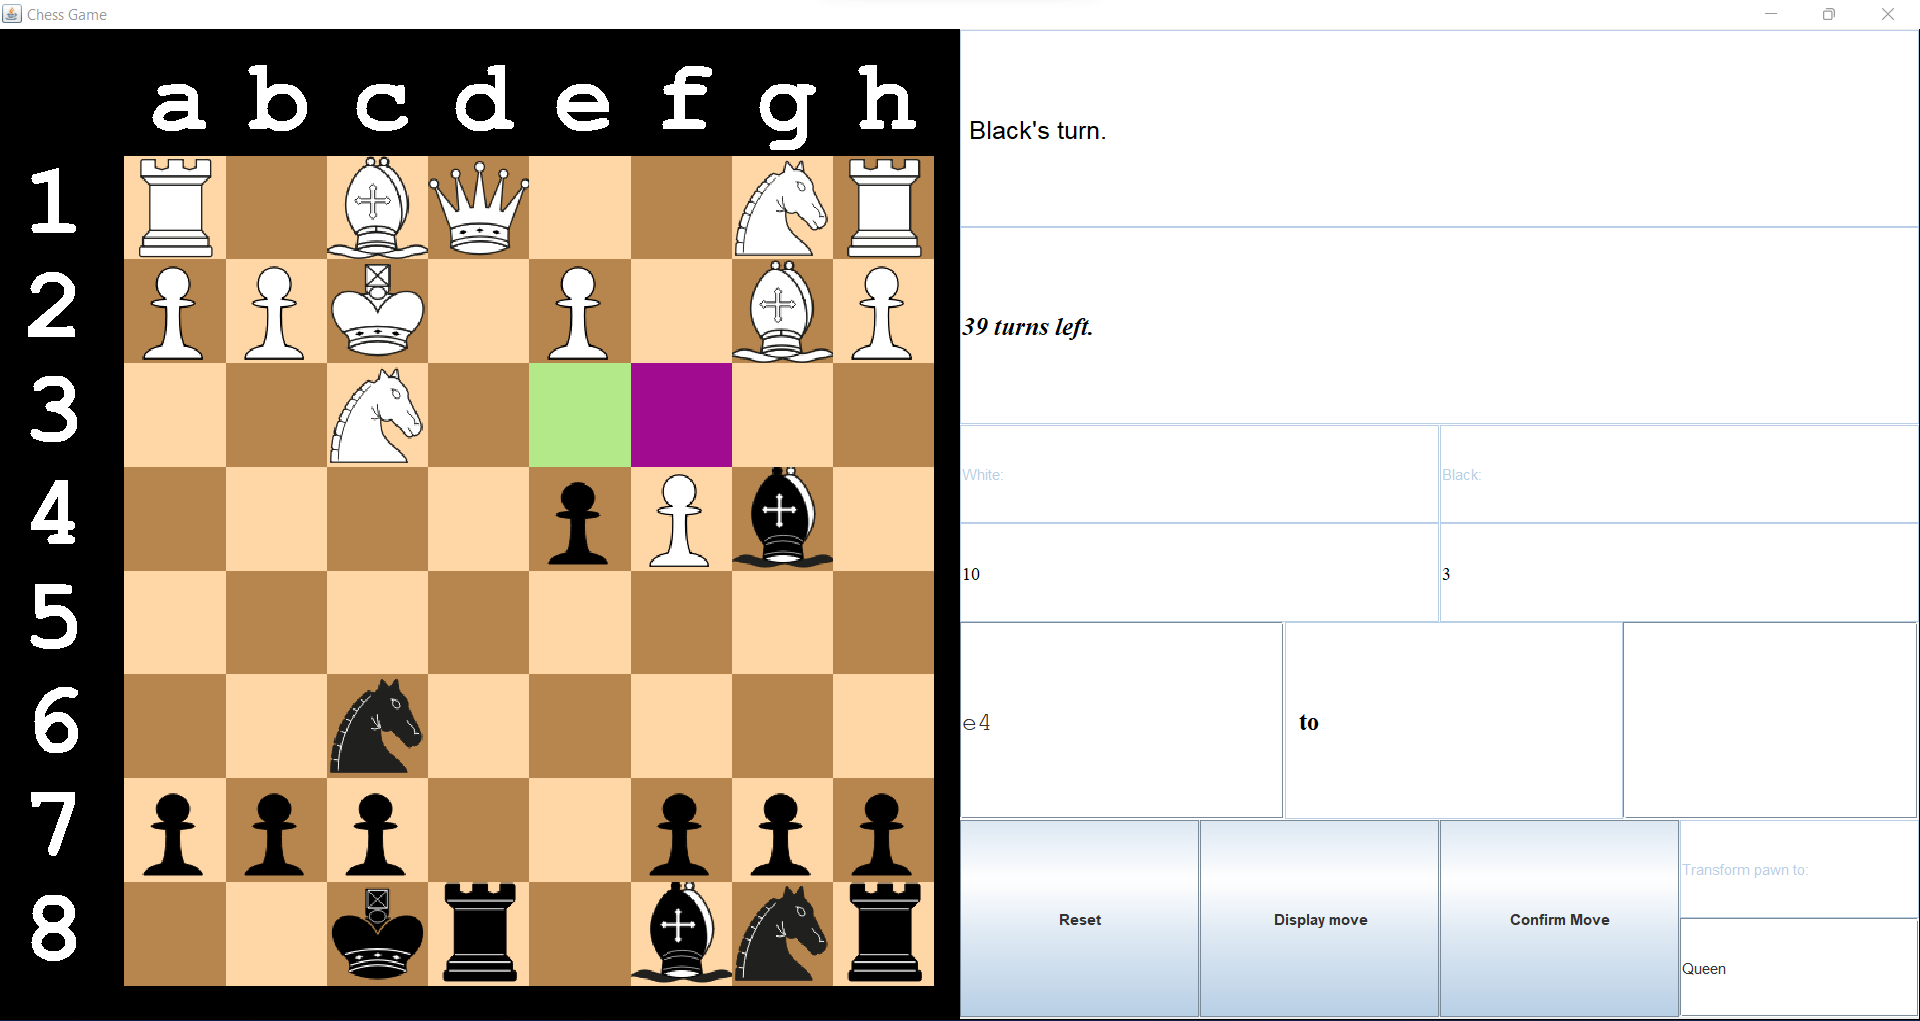 Chess Game
a b c d e f g h
1
2
3
4
5
6
7
8
Black's turn.
39 turns left.
White:
Black:
10
3
e4
to
Reset
Display move
Confirm Move
Transform pawn to:
Queen